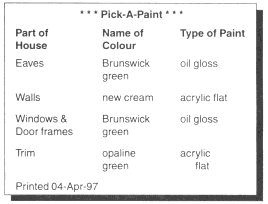 * * * Pick-A-Paint * * *
Part of House Name of Colour Type of Paint
Eaves Brunswick green oil gloss
Walls new cream acrylic flat
Windows & Door frames Brunswick green oil gloss
Trim opaline green acrylic flat
Printed 04-Apr-97